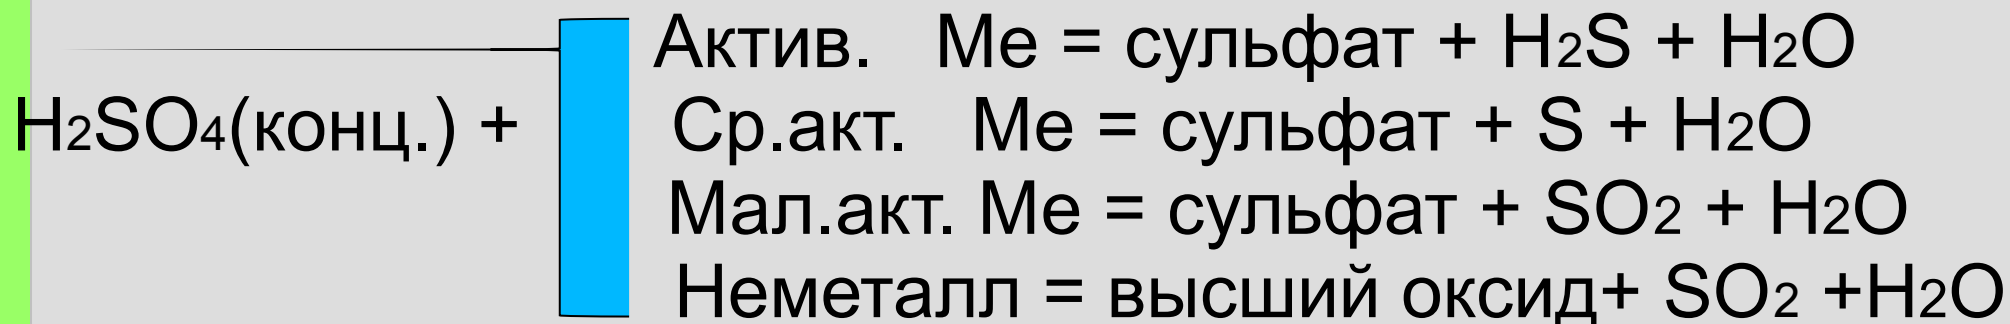 Актив. Ме = сульфат + H2S + H2O
H2SO4(конц.) + Ср.акт. Ме = сульфат + S + H2O
Мал.акт. Ме = сульфат + SO2 + H2O
Неметалл = высший оксид+ SO2 +H2O